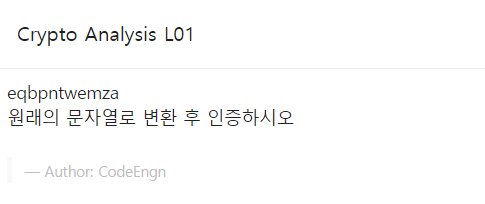 Crypto Analysis L01
eqbpntwemza
원래의 문자열로 변환 후 인증하시오
— Author: CodeEngn